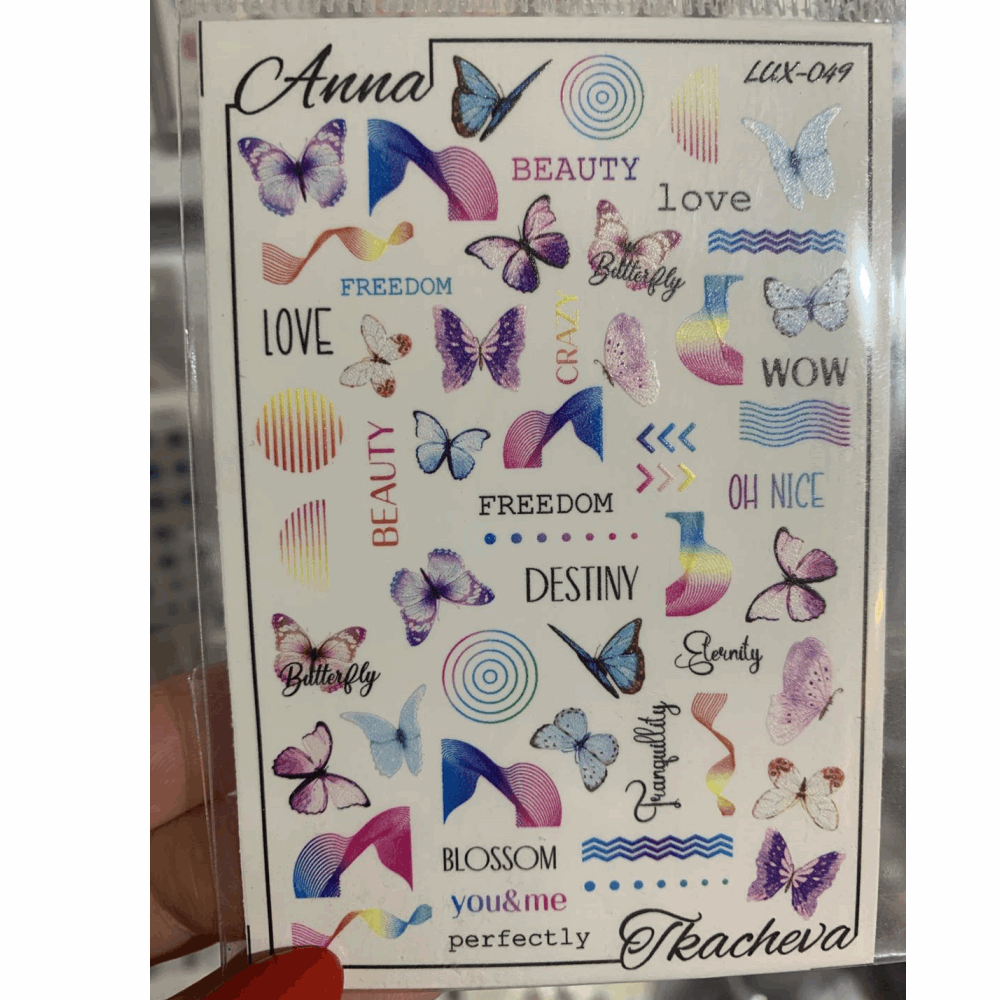 Anna
LUX-049
BEAUTY
love
Butterfly
FREEDOM
LOVE
CRAZY
WOW
BEAUTY
OH NICE
FREEDOM
DESTINY
Eternity
Butterfly
Tranquillity
BLOSSOM
you&me
perfectly
Tkacheva